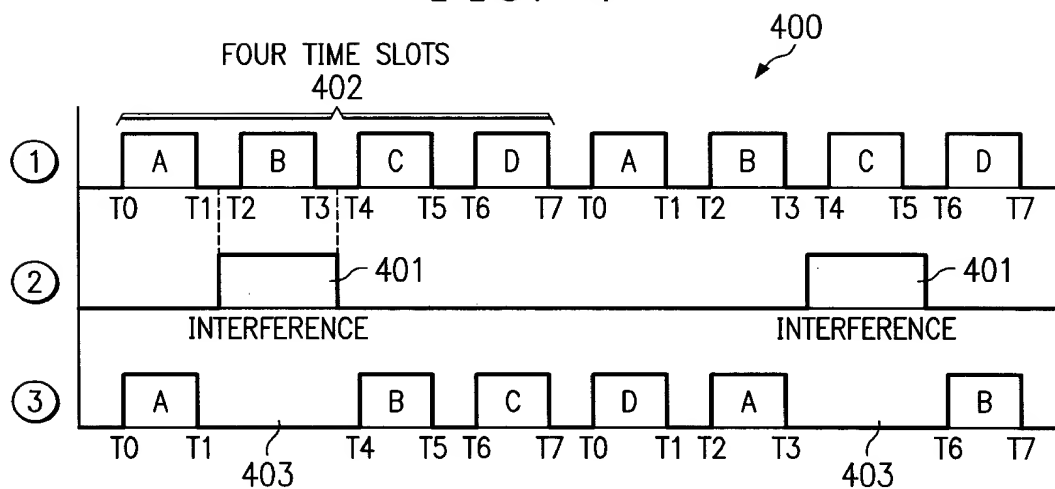 400
FOUR TIME SLOTS
402
1 A B C D A B C D
T0 T1 T2 T3 T4 T5 T6 T7 T0 T1 T2 T3 T4 T5 T6 T7
2 401 401
INTERFERENCE INTERFERENCE
3 A B C D A B
T0 T1 T4 T5 T6 T7 T0 T1 T2 T3 T6 T7
403 403